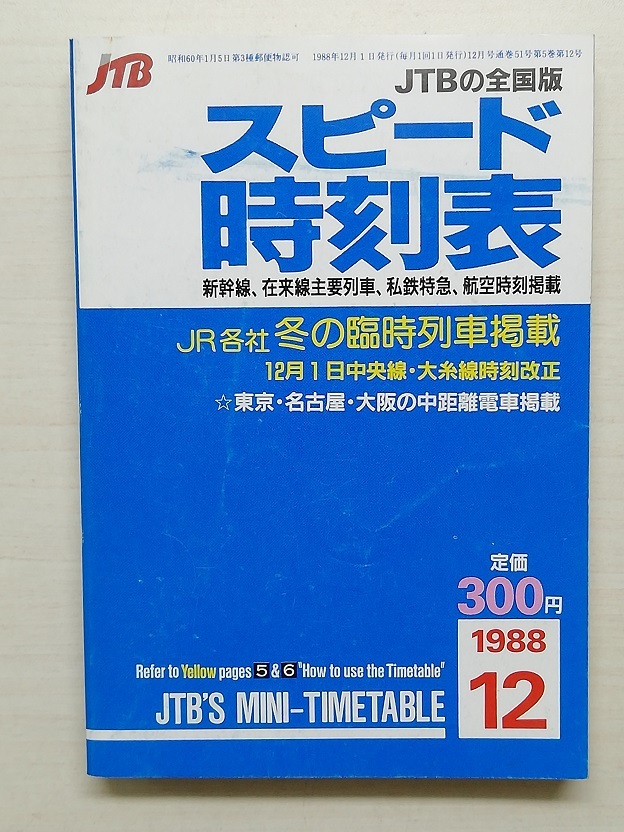 JTB
昭和60年1月5日第3種郵便物認可 1988年12月1日発行(毎月1回1日発行)12月号通巻51号第5巻第12号
JTBの全国版
スピード
時刻表
新幹線、在来線主要列車、私鉄特急、航空時刻掲載
JR各社 冬の臨時列車掲載
12月1日中央線・大糸線時刻改正
☆東京・名古屋・大阪の中距離電車掲載
定価
300円
1988
12
Refer to Yellow pages 5 & 6 "How to use the Timetable"
JTB'S MINI-TIMETABLE